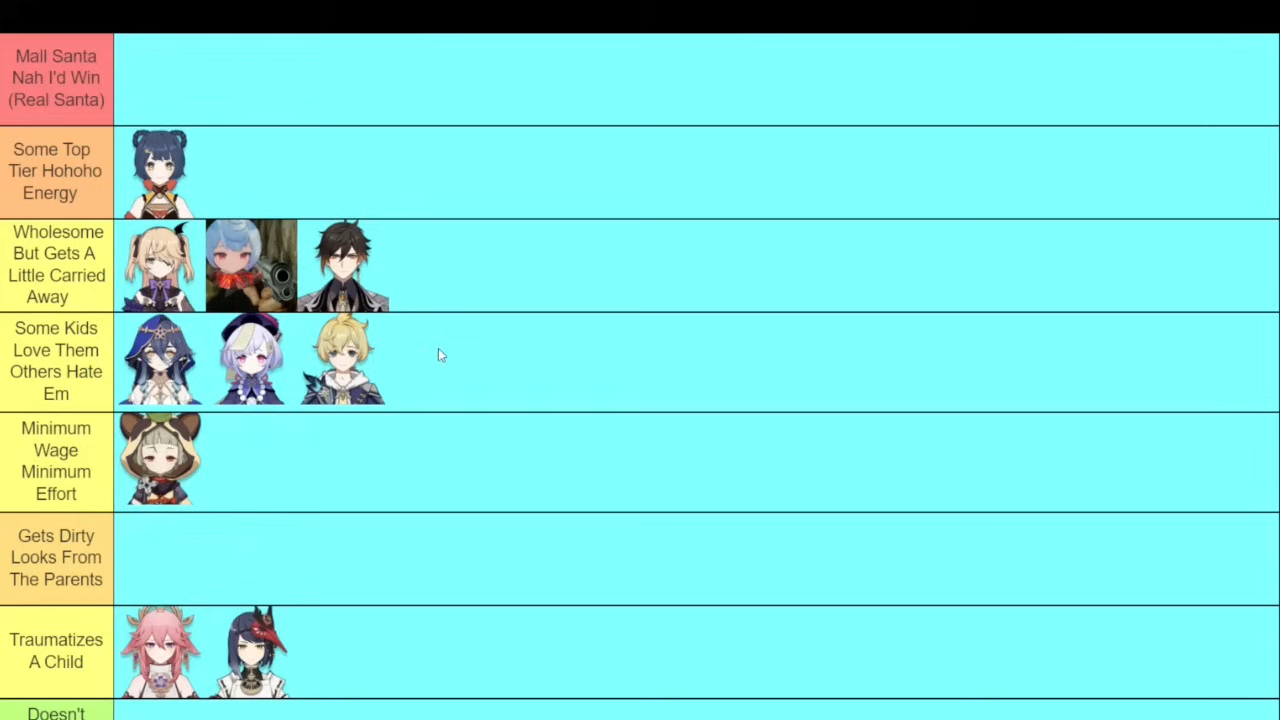 Mall Santa
Nah I'd Win
(Real Santa)
Some Top
Tier Hohoho
Energy
Wholesome
But Gets A
Little Carried
Away
Some Kids
Love Them
Others Hate
Em
Minimum
Wage
Minimum
Effort
Gets Dirty
Looks From
The Parents
Traumatizes
A Child
Doesn't